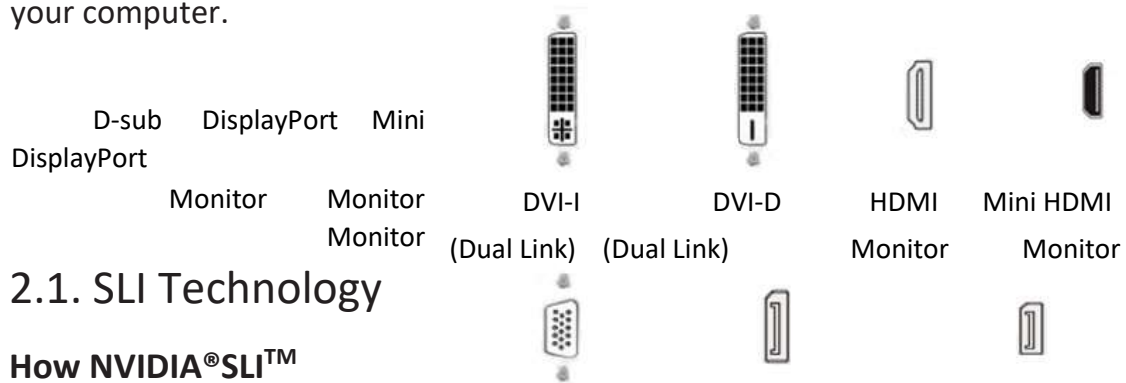 your computer.
D-sub DisplayPort Mini
DisplayPort
Monitor Monitor
Monitor
DVI-I DVI-D HDMI Mini HDMI
(Dual Link) (Dual Link) Monitor Monitor
2.1. SLI Technology
How NVIDIA®SLI™